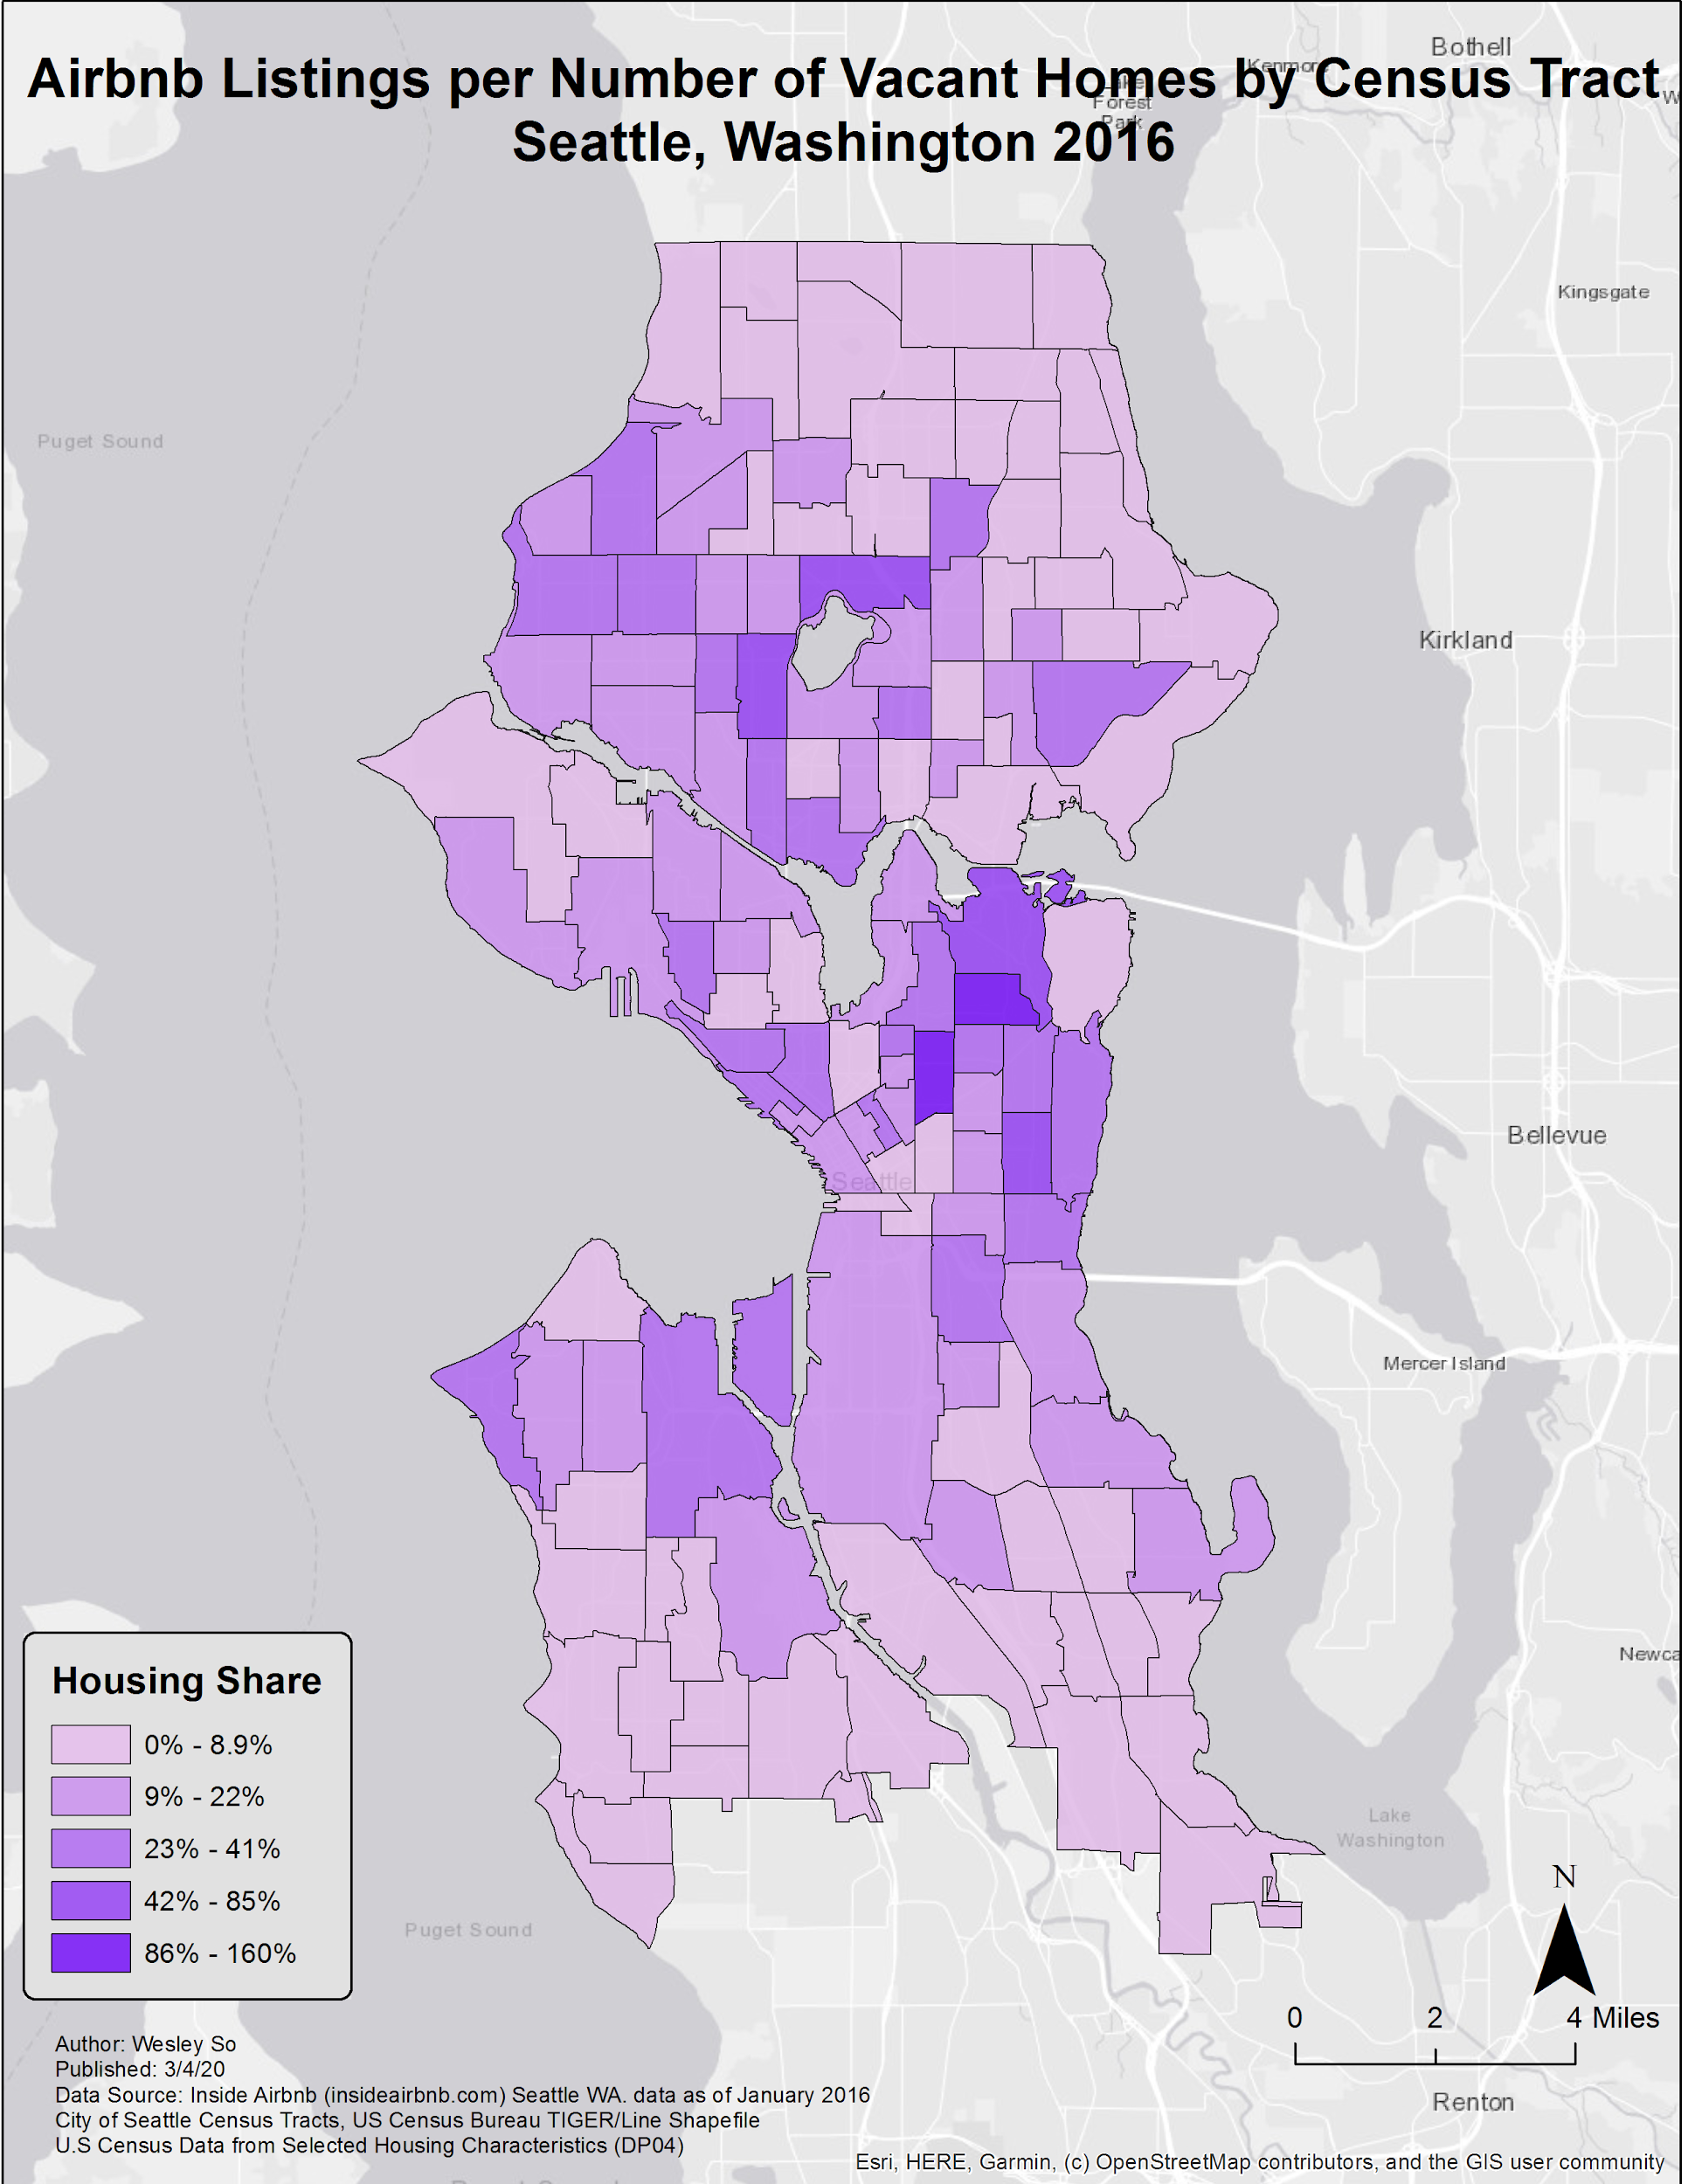 Airbnb Listings per Number of Vacant Homes by Census Tract
Seattle, Washington 2016
Bothell
Kenmore
Lake
Forest
Park
Kingsgate
Puget Sound
Kirkland
Bellevue
Seattle
Mercer Island
Newca
Lake
Washington
Puget Sound
Renton
Housing Share
0% - 8.9%
9% - 22%
23% - 41%
42% - 85%
86% - 160%
N
0 2 4 Miles
Author: Wesley So
Published: 3/4/20
Data Source: Inside Airbnb (insideairbnb.com) Seattle WA. data as of January 2016
City of Seattle Census Tracts, US Census Bureau TIGER/Line Shapefile
U.S Census Data from Selected Housing Characteristics (DP04)
Esri, HERE, Garmin, (c) OpenStreetMap contributors, and the GIS user community